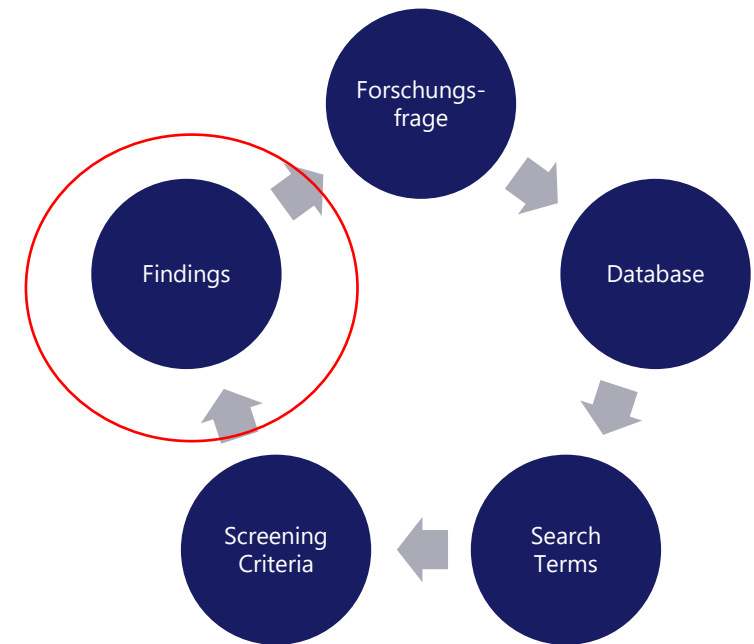 Forschungs-
frage
Database
Search
Terms
Screening
Criteria
Findings